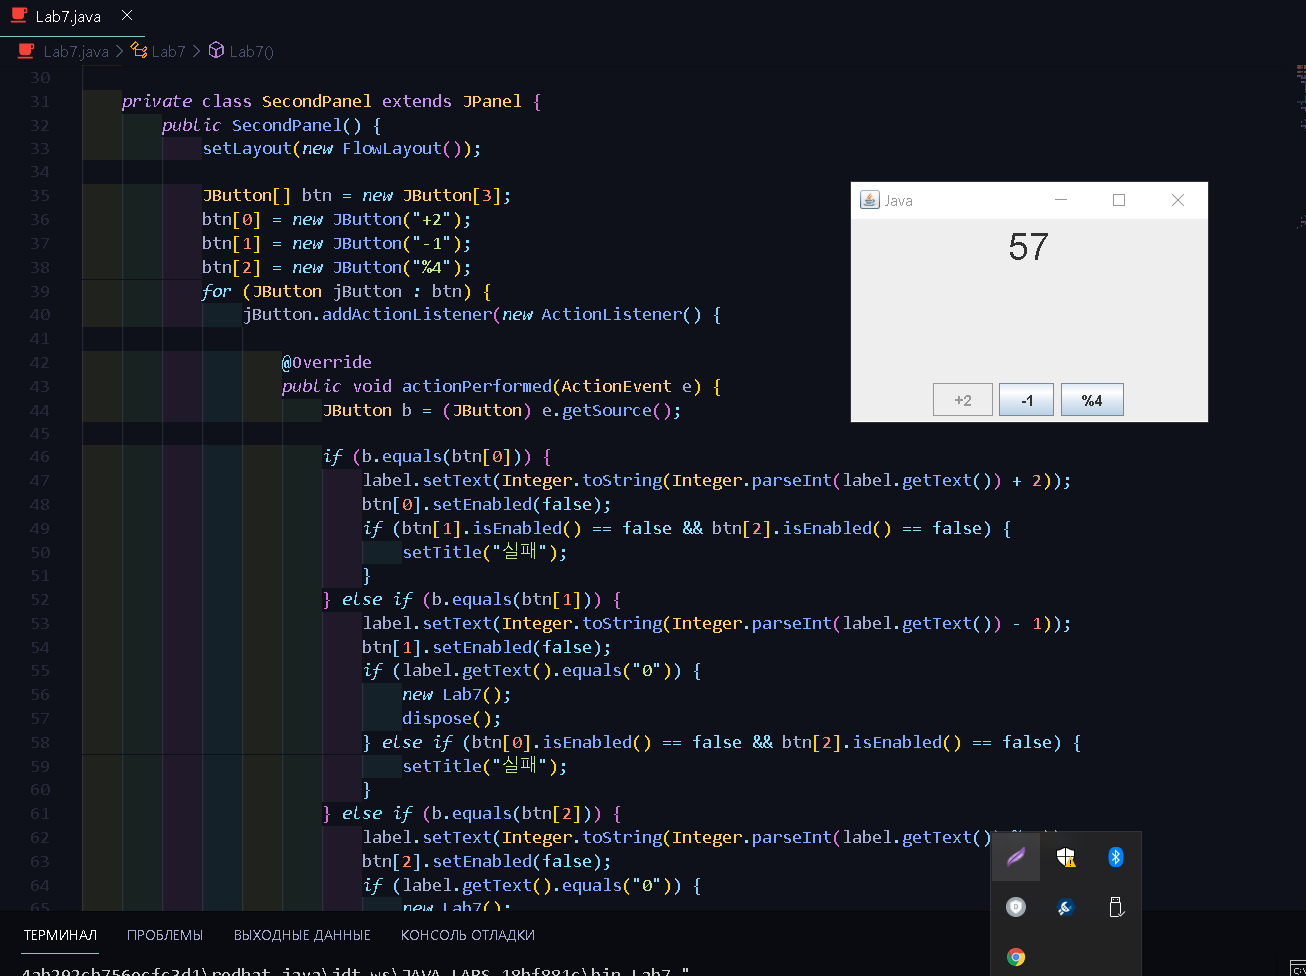 Lab7.java
Lab7.java > Lab7 > Lab7()
30
31 private class SecondPanel extends JPanel {
32 public SecondPanel() {
33 setLayout(new FlowLayout());
34
35 JButton[] btn = new JButton[3];
36 btn[0] = new JButton("+2");
37 btn[1] = new JButton("-1");
38 btn[2] = new JButton("%4");
39 for (JButton jButton : btn) {
40 jButton.addActionListener(new ActionListener() {
41
42 @Override
43 public void actionPerformed(ActionEvent e) {
44 JButton b = (JButton) e.getSource();
45
46 if (b.equals(btn[0])) {
47 label.setText(Integer.toString(Integer.parseInt(label.getText()) + 2));
48 btn[0].setEnabled(false);
49 if (btn[1].isEnabled() == false && btn[2].isEnabled() == false) {
50 setTitle("실패");
51 }
52 } else if (b.equals(btn[1])) {
53 label.setText(Integer.toString(Integer.parseInt(label.getText()) - 1));
54 btn[1].setEnabled(false);
55 if (label.getText().equals("0")) {
56 new Lab7();
57 dispose();
58 } else if (btn[0].isEnabled() == false && btn[2].isEnabled() == false) {
59 setTitle("실패");
60 }
61 } else if (b.equals(btn[2])) {
62 label.setText(Integer.toString(Integer.parseInt(label.getText()
63 btn[2].setEnabled(false);
64 if (label.getText().equals("0")) {
65 new Lab7();
Java
57
+2 -1 %4
ТЕРМИНАЛ ПРОБЛЕМЫ ВЫХОДНЫЕ ДАННЫЕ КОНСОЛЬ ОТЛАДКИ